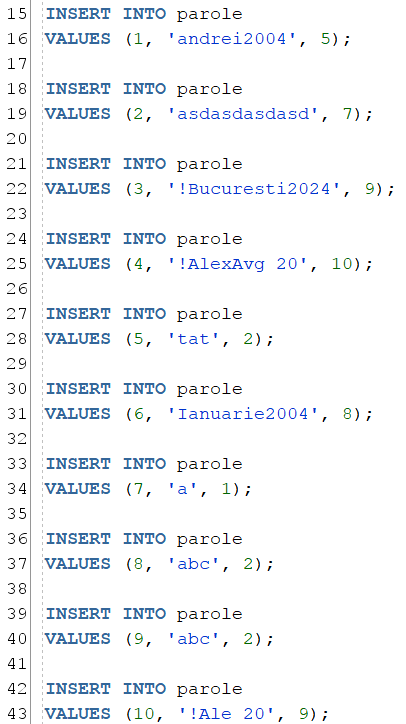 15 INSERT INTO parole
16 VALUES (1, 'andrei2004', 5);
17
18 INSERT INTO parole
19 VALUES (2, 'asdasdasdasd', 7);
20
21 INSERT INTO parole
22 VALUES (3, '!Bucuresti2024', 9);
23
24 INSERT INTO parole
25 VALUES (4, '!AlexAvg 20', 10);
26
27 INSERT INTO parole
28 VALUES (5, 'tat', 2);
29
30 INSERT INTO parole
31 VALUES (6, 'Ianuarie2004', 8);
32
33 INSERT INTO parole
34 VALUES (7, 'a', 1);
35
36 INSERT INTO parole
37 VALUES (8, 'abc', 2);
38
39 INSERT INTO parole
40 VALUES (9, 'abc', 2);
41
42 INSERT INTO parole
43 VALUES (10, '!Ale 20', 9);